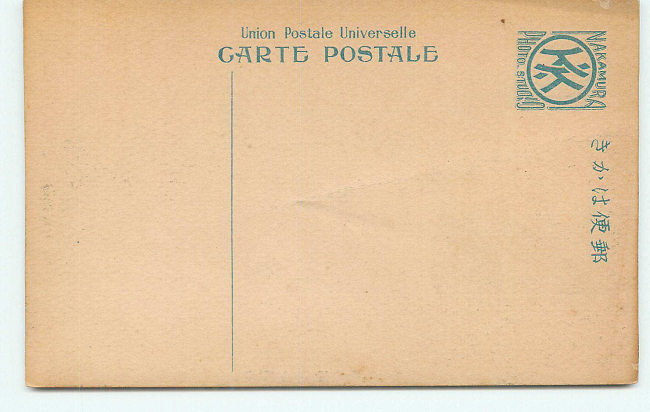 Union Postale Universelle
CARTE POSTALE
NAKAMURA
PHOTO. STUDIO
郵便はかき